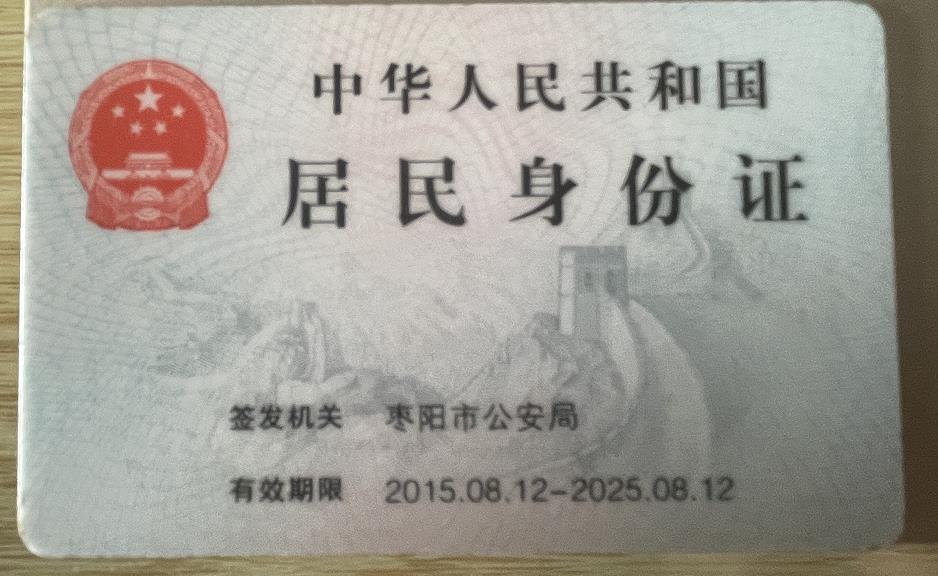 中华人民共和国
居民身份证
签发机关 枣阳市公安局
有效期限 2015.08.12-2025.08.12